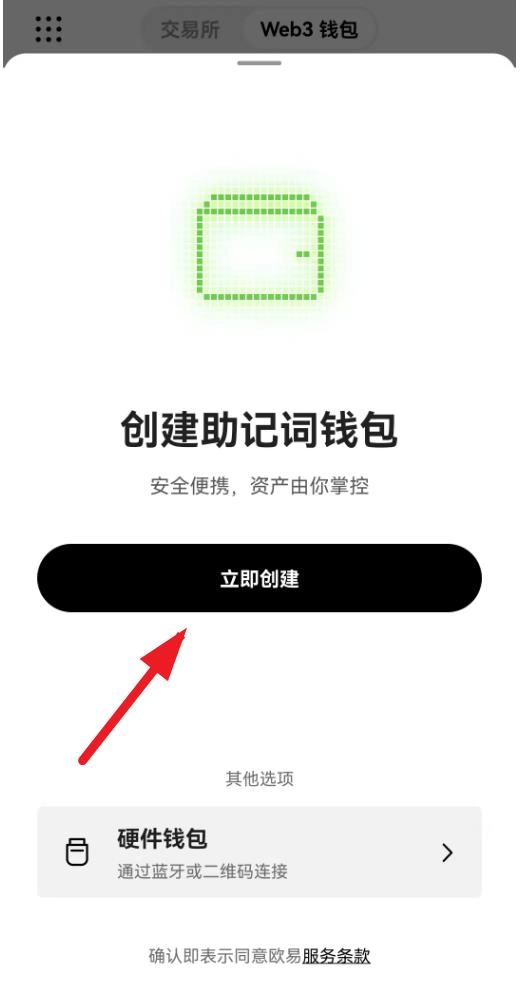 交易所 Web3 钱包
创建助记词钱包
安全便携，资产由你掌控
立即创建
其他选项
硬件钱包
通过蓝牙或二维码连接
确认即表示同意欧易服务条款